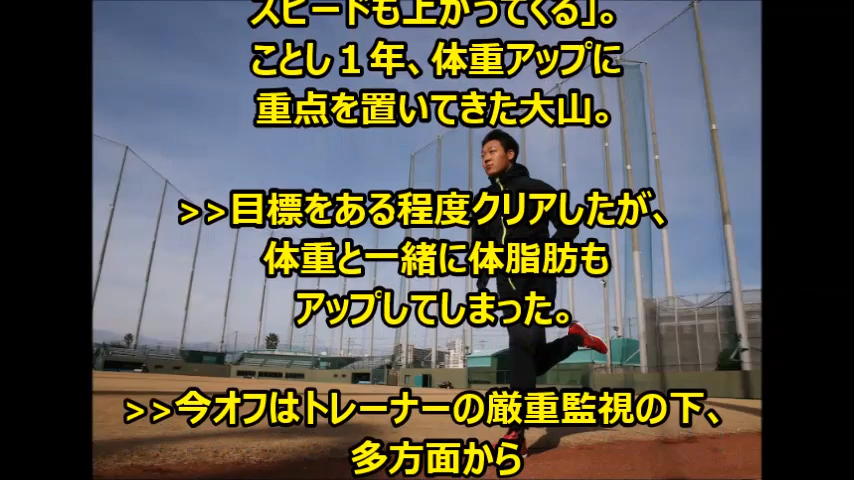 スピードも上がってくる」。
ことし１年、体重アップに
重点を置いてきた大山。
>>目標をある程度クリアしたが、
体重と一緒に体脂肪も
アップしてしまった。
>>今オフはトレーナーの厳重監視の下、
多方面から